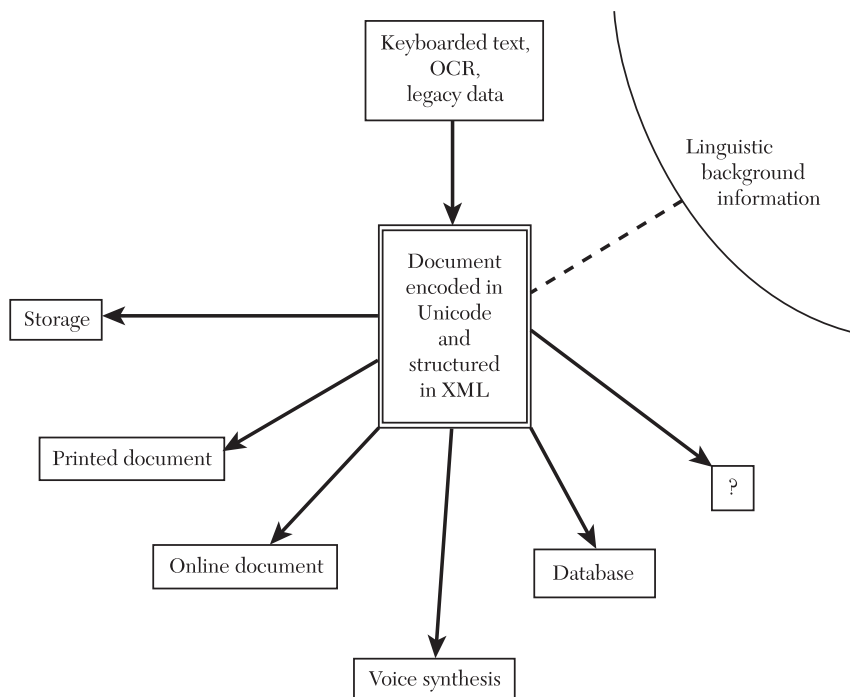 Keyboarded text,
OCR,
legacy data
Linguistic
background
information
Document
encoded in
Unicode
and
structured
in XML
Storage
Printed document
?
Online document
Database
Voice synthesis